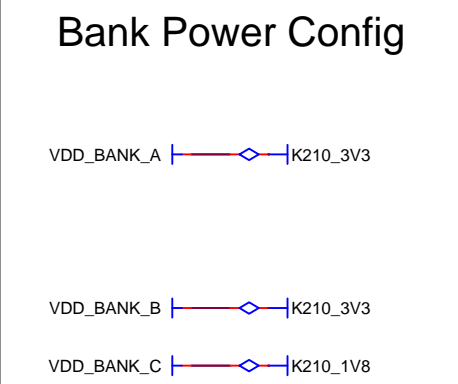 Bank Power Config
VDD_BANK_A K210_3V3
VDD_BANK_B K210_3V3
VDD_BANK_C K210_1V8